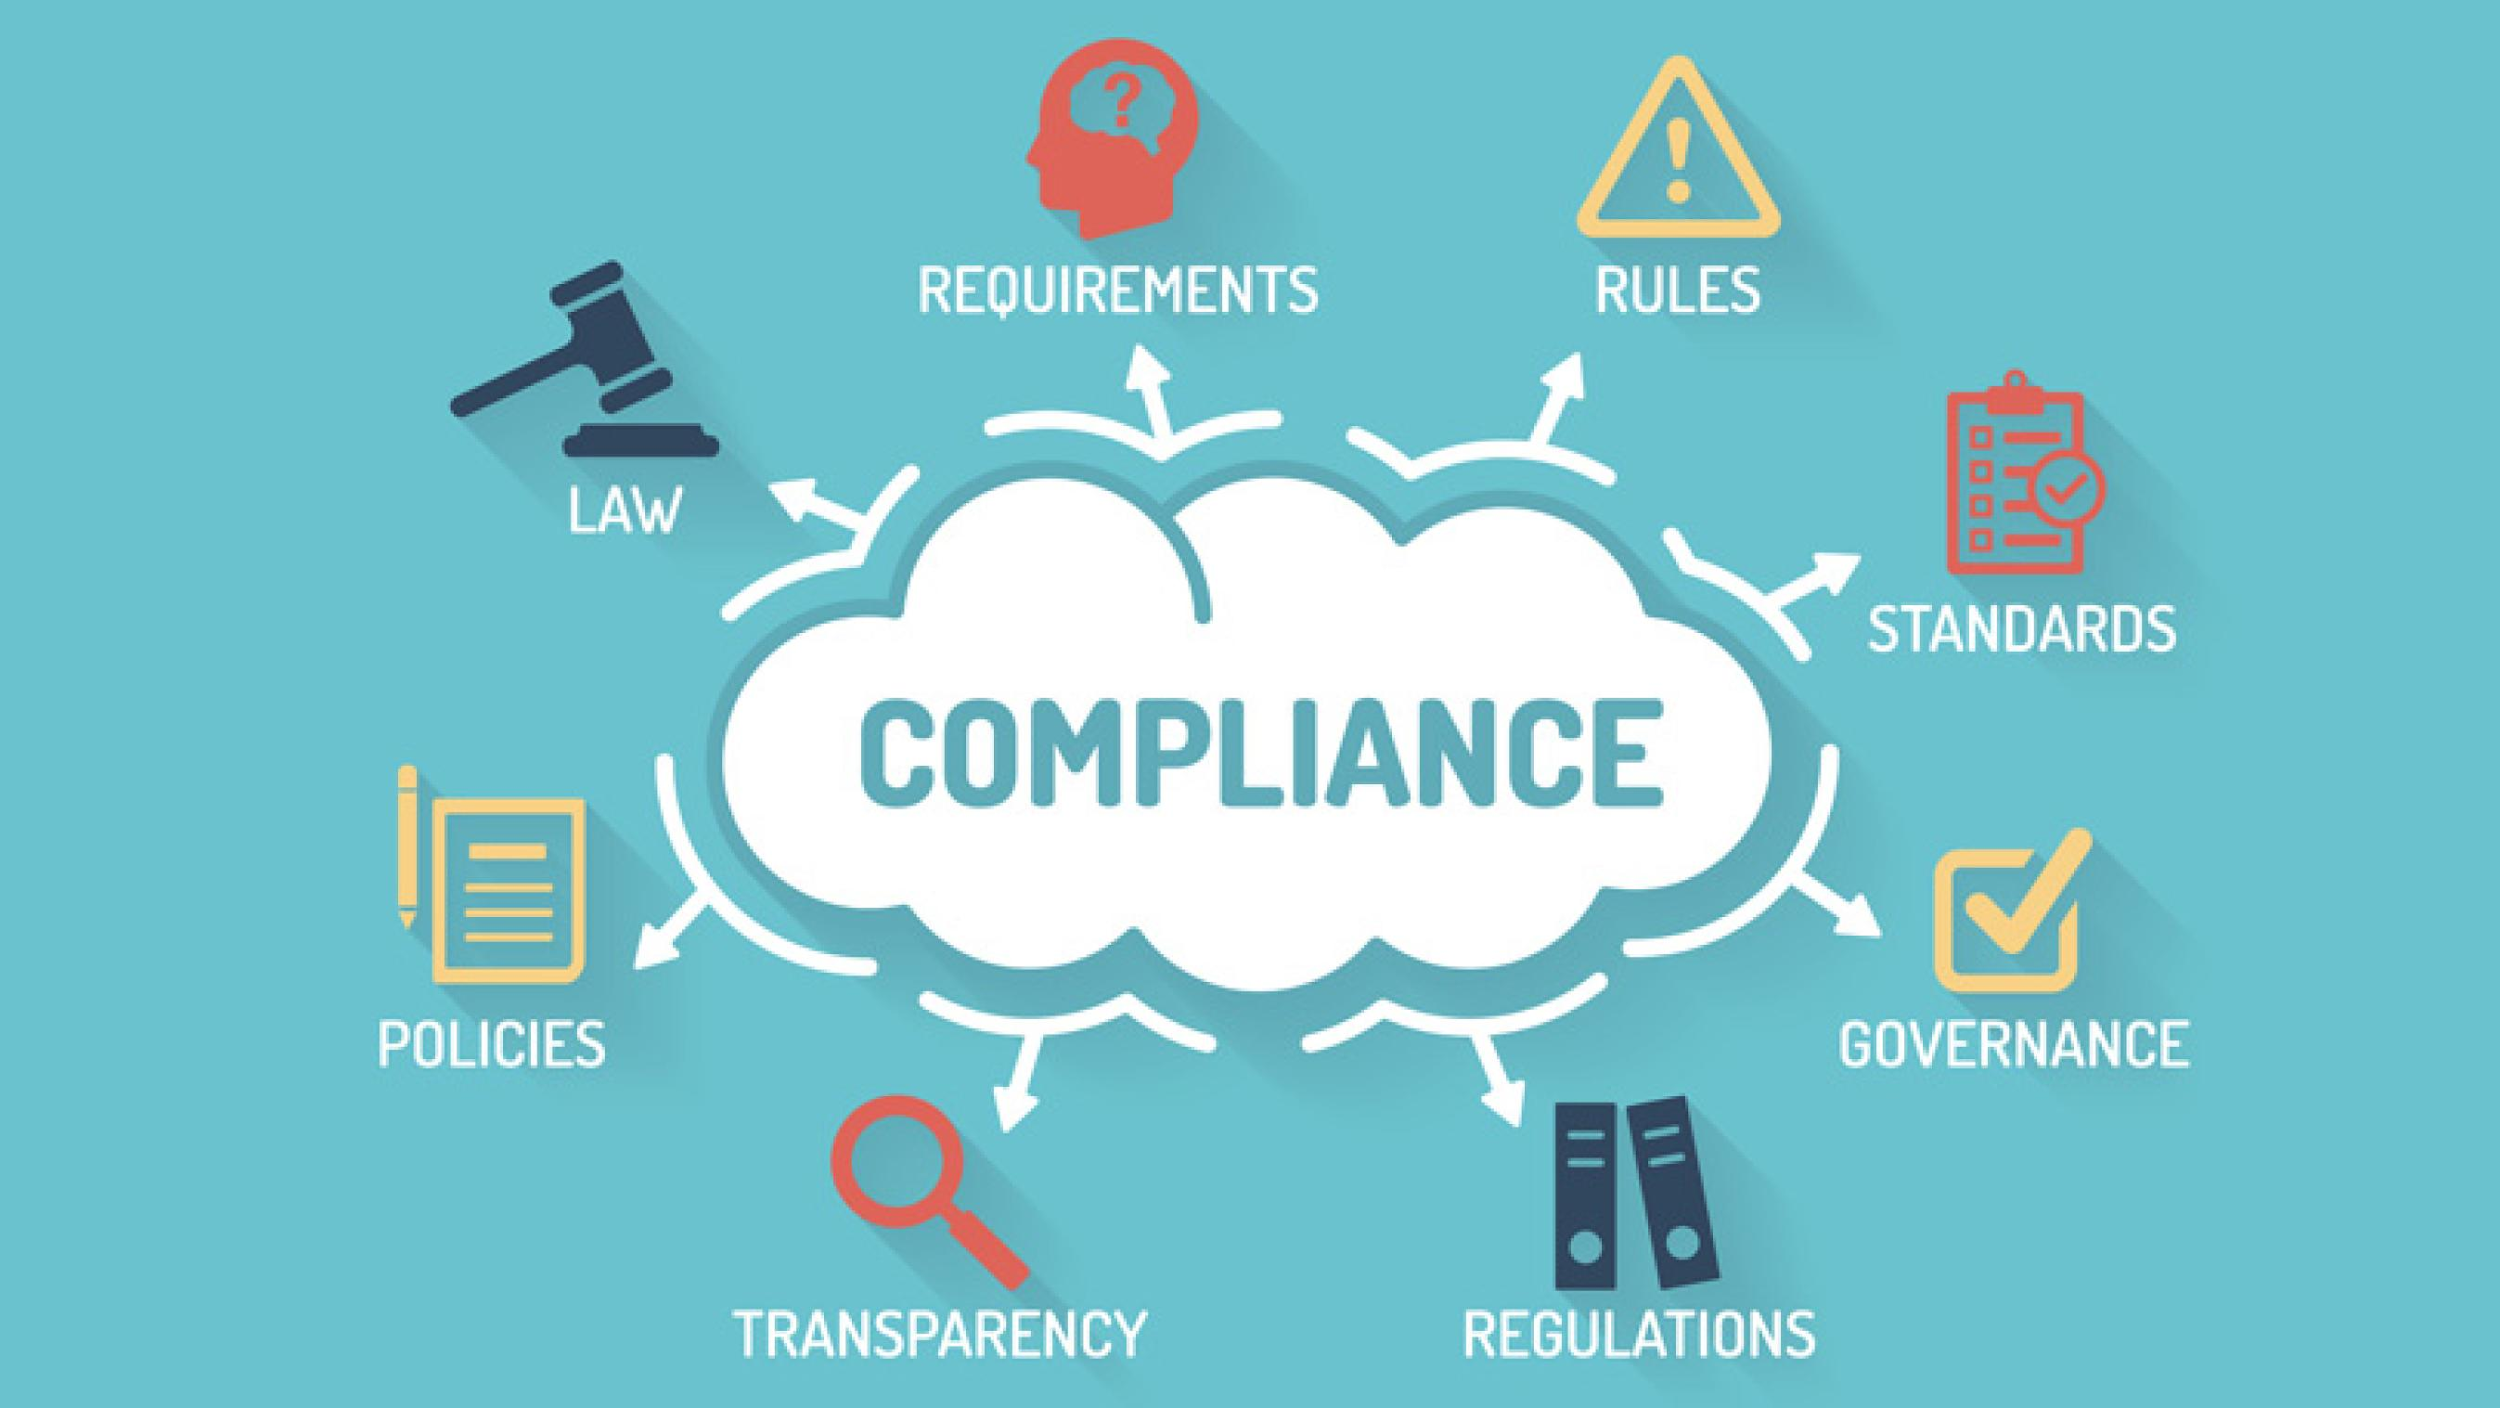 ?
!
REQUIREMENTS
RULES
LAW
STANDARDS
COMPLIANCE
POLICIES
GOVERNANCE
TRANSPARENCY
REGULATIONS